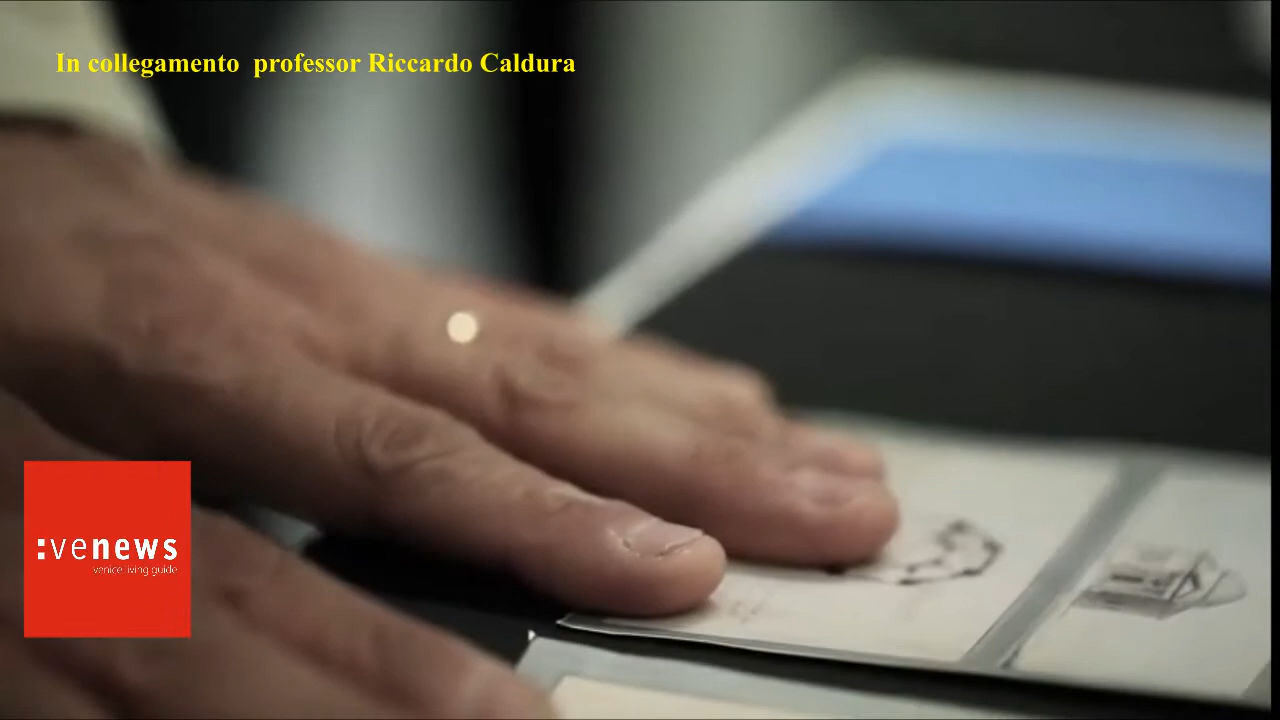 In collegamento  professor Riccardo Caldura
:venews
venice living guide